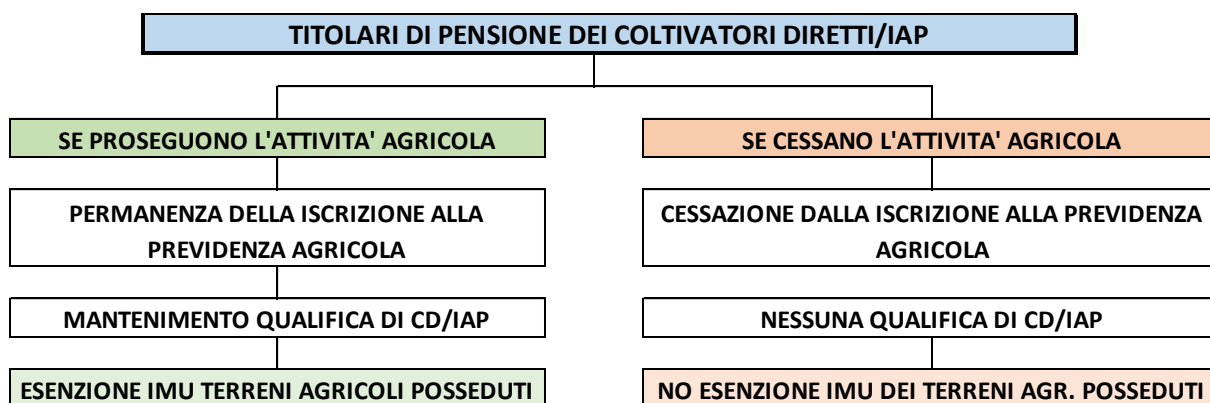 TITOLARI DI PENSIONE DEI COLTIVATORI DIRETTI/IAP
SE PROSEGUONO L'ATTIVITA' AGRICOLA
PERMANENZA DELLA ISCRIZIONE ALLA
PREVIDENZA AGRICOLA
MANTENIMENTO QUALIFICA DI CD/IAP
ESENZIONE IMU TERRENI AGRICOLI POSSEDUTI
SE CESSANO L'ATTIVITA' AGRICOLA
CESSAZIONE DALLA ISCRIZIONE ALLA PREVIDENZA
AGRICOLA
NESSUNA QUALIFICA DI CD/IAP
NO ESENZIONE IMU DEI TERRENI AGR. POSSEDUTI